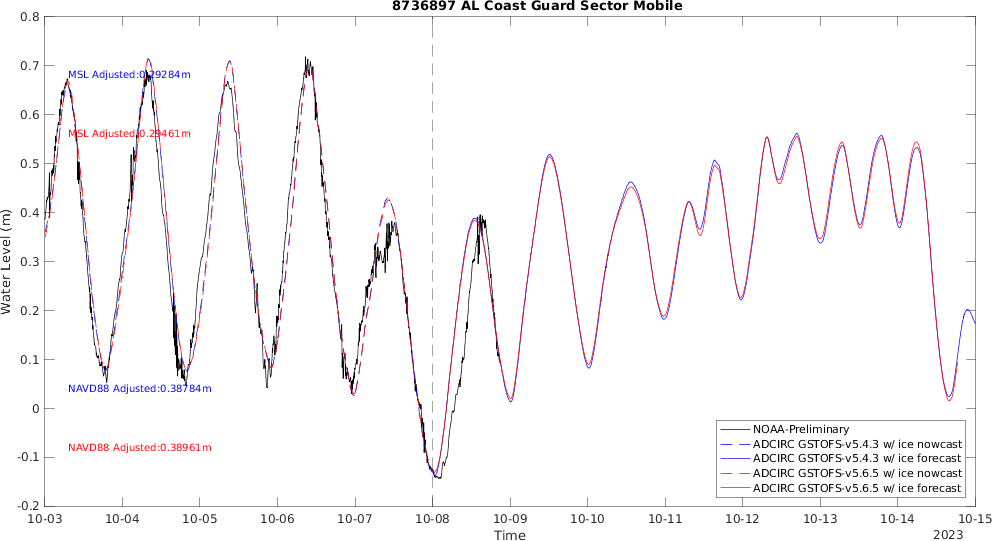 8736897 AL Coast Guard Sector Mobile
0.8
0.7
0.6
0.5
0.4
0.3
0.2
0.1
0
-0.1
-0.2
Water Level (m)
MSL Adjusted:0.29284m
MSL Adjusted:0.29461m
NAVD88 Adjusted:0.38784m
NAVD88 Adjusted:0.38961m
NOAA-Preliminary
ADCIRC GSTOFS-v5.4.3 w/ ice nowcast
ADCIRC GSTOFS-v5.4.3 w/ ice forecast
ADCIRC GSTOFS-v5.6.5 w/ ice nowcast
ADCIRC GSTOFS-v5.6.5 w/ ice forecast
10-03 10-04 10-05 10-06 10-07 10-08 10-09 10-10 10-11 10-12 10-13 10-14 10-15
Time
2023